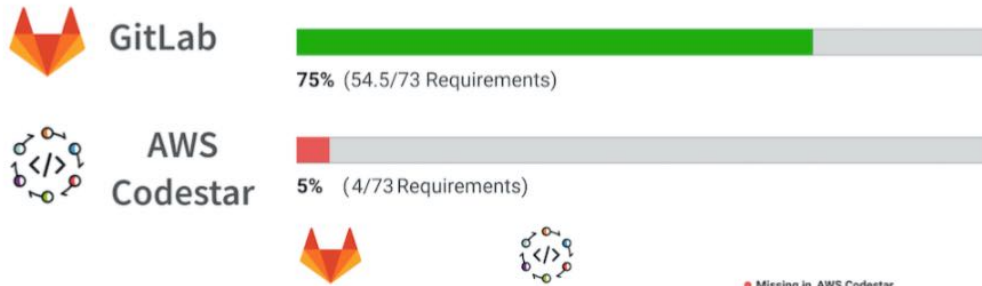 GitLab
75% (54.5/73 Requirements)
AWS
Codestar
</>
5% (4/73 Requirements)
</>
Missing in AWS Codestar